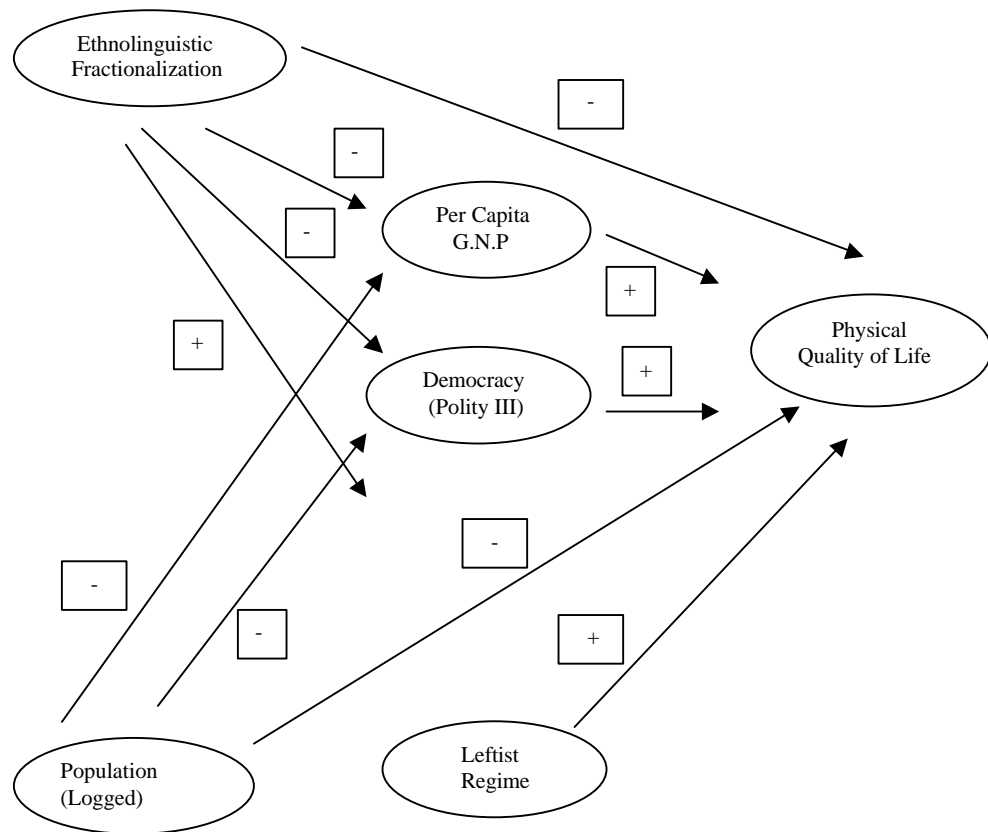 Ethnolinguistic
Fractionalization
-
-
Per Capita
G.N.P
-
+
+
Physical
Quality of Life
+
Democracy
(Polity III)
-
-
-
+
Population
(Logged)
Leftist
Regime